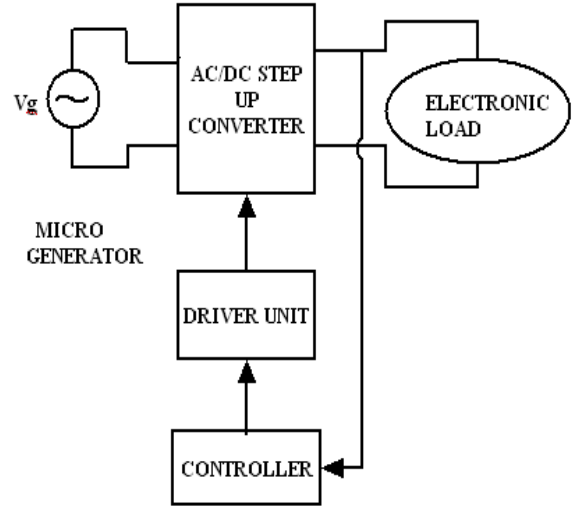 AC/DC STEP
UP
CONVERTER
Vg
ELECTRONIC
LOAD
MICRO
GENERATOR
DRIVER UNIT
CONTROLLER